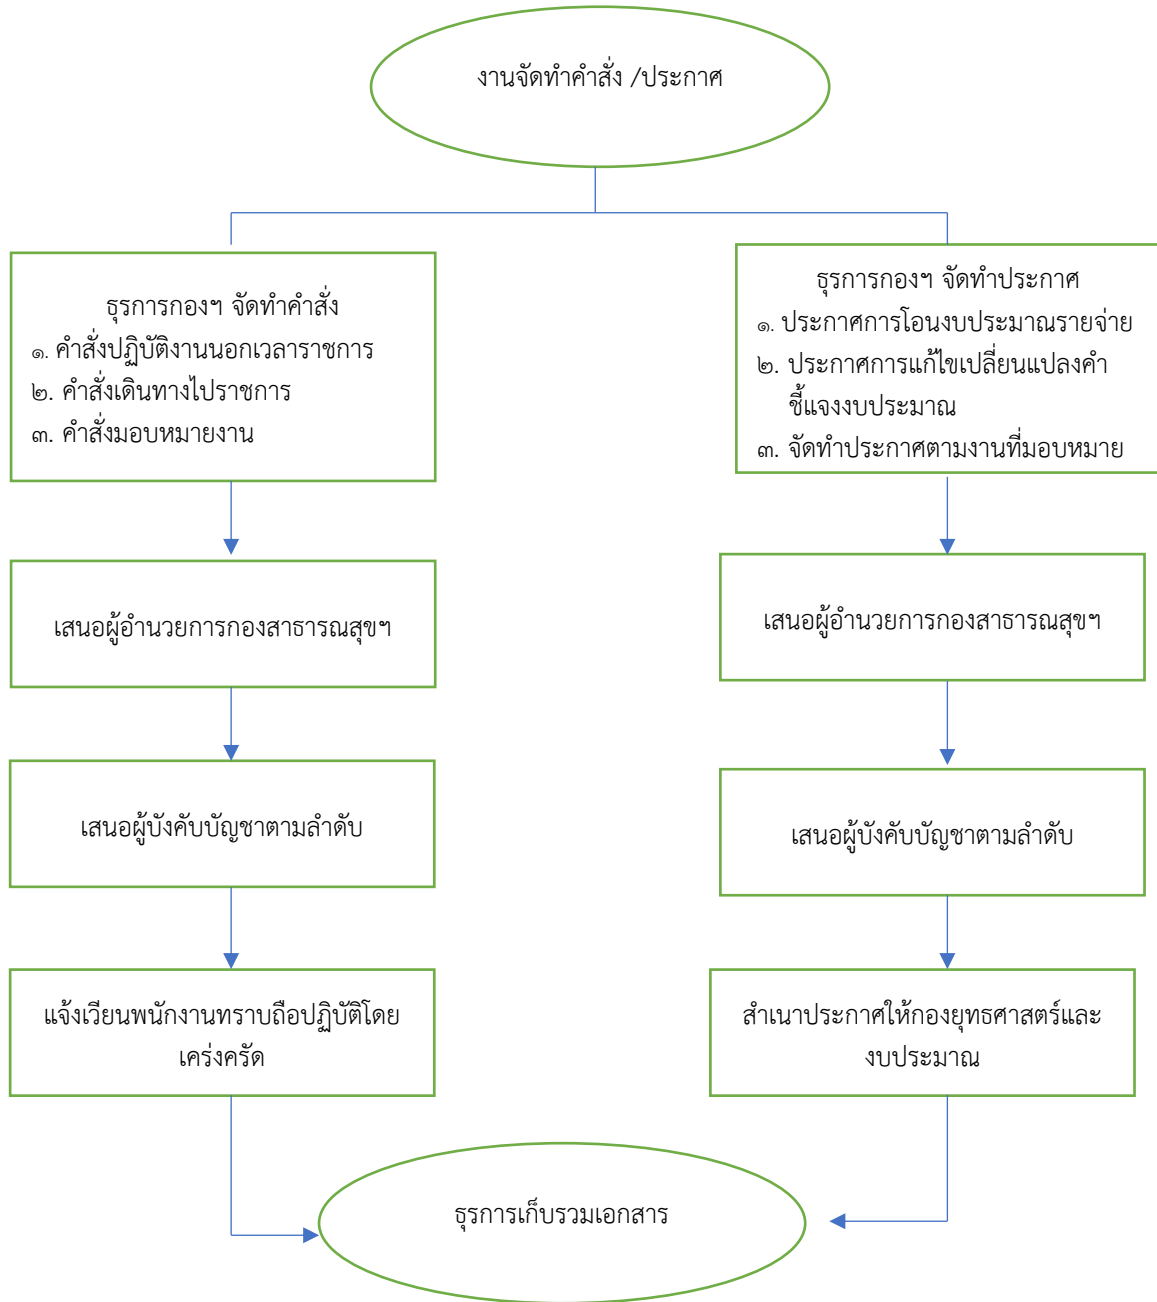 งานจัดทำคำสั่ง /ประกาศ
ธุรการกองฯ จัดทำคำสั่ง
๑. คำสั่งปฏิบัติงานนอกเวลาราชการ
๒. คำสั่งเดินทางไปราชการ
๓. คำสั่งมอบหมายงาน
ธุรการกองฯ จัดทำประกาศ
๑. ประกาศการโอนงบประมาณรายจ่าย
๒. ประกาศการแก้ไขเปลี่ยนแปลงคำ
ชี้แจงงบประมาณ
๓. จัดทำประกาศตามงานที่มอบหมาย
เสนอผู้อำนวยการกองสาธารณสุขฯ
เสนอผู้อำนวยการกองสาธารณสุขฯ
เสนอผู้บังคับบัญชาตามลำดับ
เสนอผู้บังคับบัญชาตามลำดับ
แจ้งเวียนพนักงานทราบถือปฏิบัติโดย
เคร่งครัด
สำเนาประกาศให้กองยุทธศาสตร์และ
งบประมาณ
ธุรการเก็บรวมเอกสาร